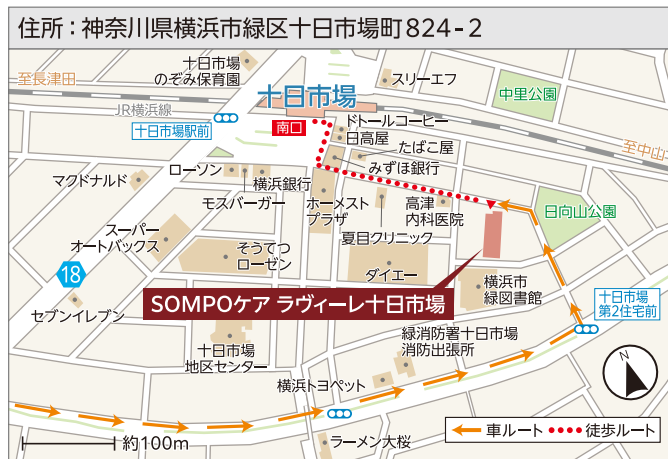 住所：神奈川県横浜市緑区十日市場町824-2
十日市場
のぞみ保育園
スリーエフ
至長津田
十日市場
中里公園
JR横浜線
ドトールコーヒー
南口
日高屋
十日市場駅前
たばこ屋
至中山
みずほ銀行
ローソン
横浜銀行
マクドナルド
モスバーガー
ホーメスト
プラザ
高津
内科医院
日向山公園
夏目クリニック
スーパー
オートバックス
そうてつ
ローゼン
ダイエー
18
横浜市
緑図書館
SOMPOケア ラヴィーレ十日市場
十日市場
第2住宅前
セブンイレブン
十日市場
地区センター
緑消防署十日市場
消防出張所
横浜トヨペット
N
約100m
ラーメン大桜
車ルート
徒歩ルート